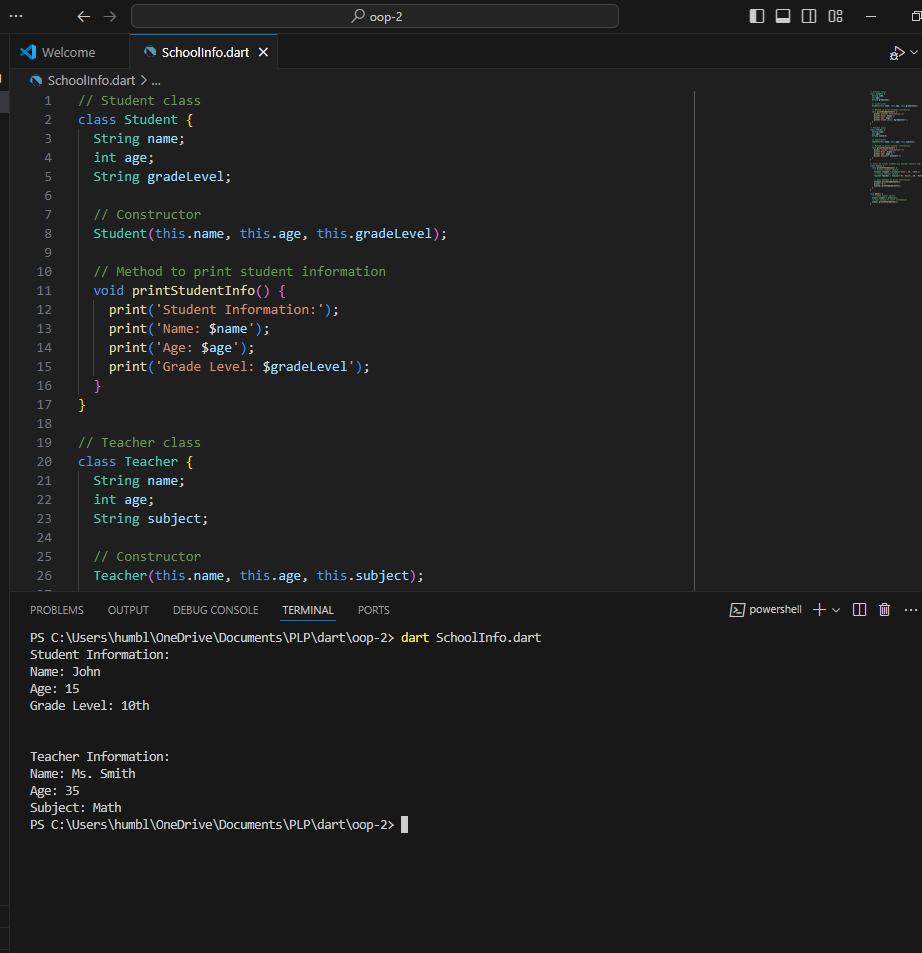 oop-2
Welcome
SchoolInfo.dart
SchoolInfo.dart > ...
1 // Student class
2 class Student {
3   String name;
4   int age;
5   String gradeLevel;
6
7   // Constructor
8   Student(this.name, this.age, this.gradeLevel);
9
10   // Method to print student information
11   void printStudentInfo() {
12     print('Student Information:');
13     print('Name: $name');
14     print('Age: $age');
15     print('Grade Level: $gradeLevel');
16   }
17 }
18
19 // Teacher class
20 class Teacher {
21   String name;
22   int age;
23   String subject;
24
25   // Constructor
26   Teacher(this.name, this.age, this.subject);
PROBLEMS OUTPUT DEBUG CONSOLE TERMINAL PORTS powershell
PS C:\Users\humbl\OneDrive\Documents\PLP\dart\oop-2> dart SchoolInfo.dart
Student Information:
Name: John
Age: 15
Grade Level: 10th
Teacher Information:
Name: Ms. Smith
Age: 35
Subject: Math
PS C:\Users\humbl\OneDrive\Documents\PLP\dart\oop-2>